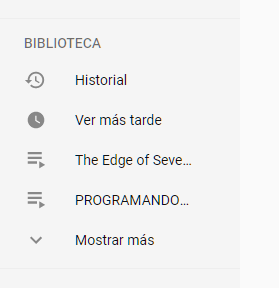 BIBLIOTECA
Historial
Ver más tarde
The Edge of Seve...
PROGRAMANDO...
Mostrar más